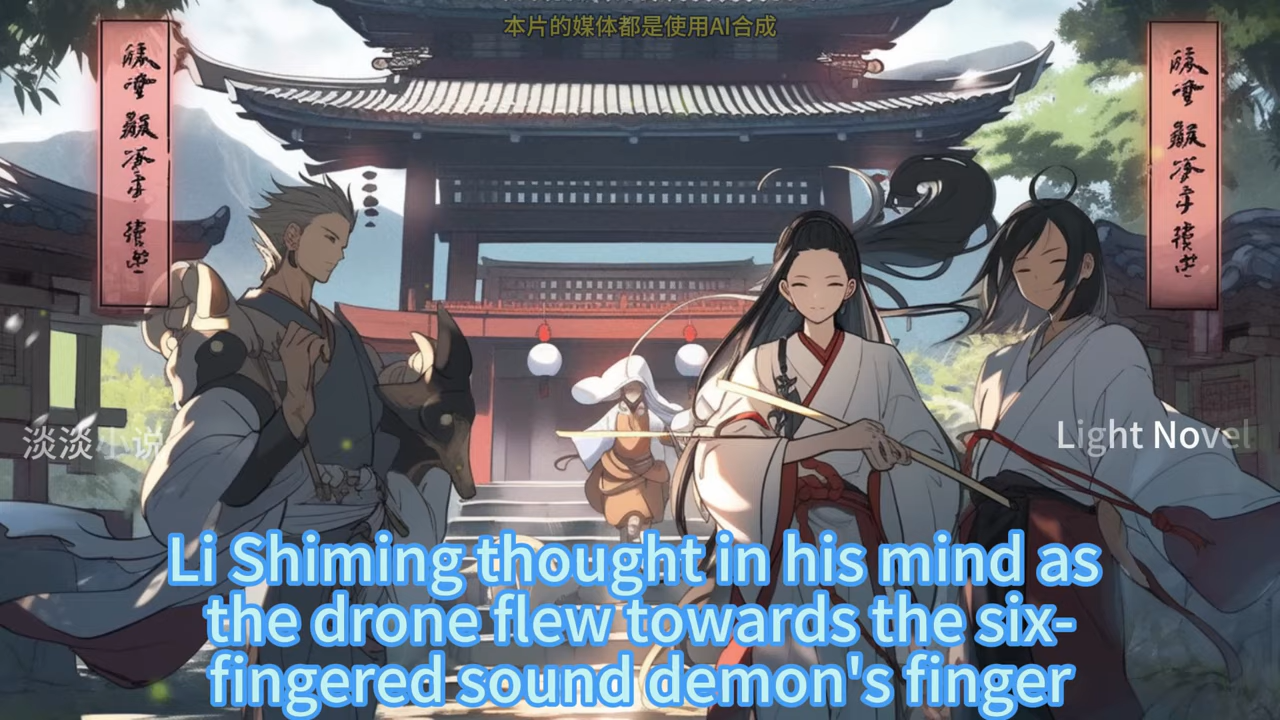 本片的媒体都是使用AI合成
淡淡小说
Light Novel
Li Shiming thought in his mind as
the drone flew towards the six-
fingered sound demon's finger